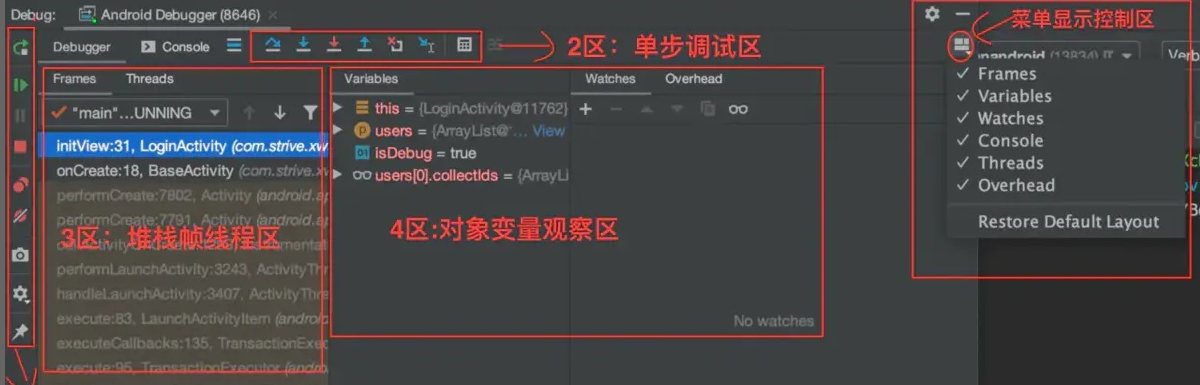 Debug: Android Debugger (8646)
菜单显示控制区
Debugger Console
2区：单步调试区
Frames Threads
Variables
Watches Overhead
"main"...UNNING
this = {LoginActivity@11762}
users = {ArrayList@"... View
isDebug = true
users[0].collectIds = {ArrayLi
initView:31, LoginActivity (com.strive.xw
onCreate:18, BaseActivity (com.strive.xw
performCreate:7802, Activity (android.ap
performCreate:7791, Activity
3区：堆栈帧线程区
4区:对象变量观察区
performLaunchActivity:3243, ActivityThr
handleLaunchActivity:3407, ActivityThre
execute:83, LaunchActivityItem (android
executeCallbacks:135, TransactionExec
execute:95, TransactionExecutor (andro
No watches
nandroid (13834)
Verb
Frames
Variables
Watches
Console
Threads
Overhead
Restore Default Layout